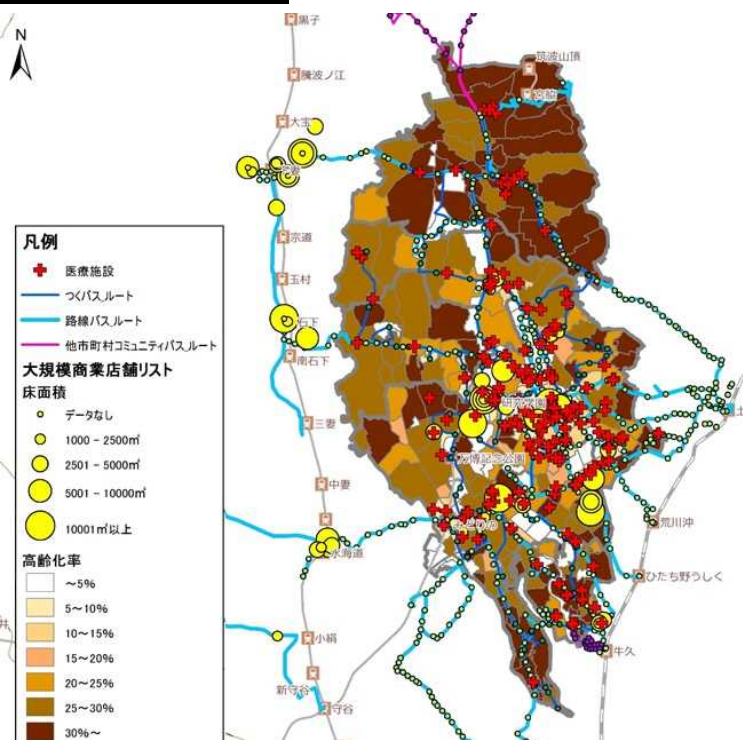 N
黒子
騰波ノ江
大宝
下妻
宗道
玉村
石下
南石下
三妻
中妻
水海道
小絹
新守谷
守谷
筑波山頂
宮脇
研究学園
万博記念公園
みどりの
荒川沖
ひたち野うしく
牛久
土
井
凡例
医療施設
つくバスルート
路線バスルート
他市町村コミュニティバスルート
大規模商業店舗リスト
床面積
データなし
1000 - 2500㎡
2501 - 5000㎡
5001 - 10000㎡
10001㎡以上
高齢化率
～5%
5～10%
10～15%
15～20%
20～25%
25～30%
30%～